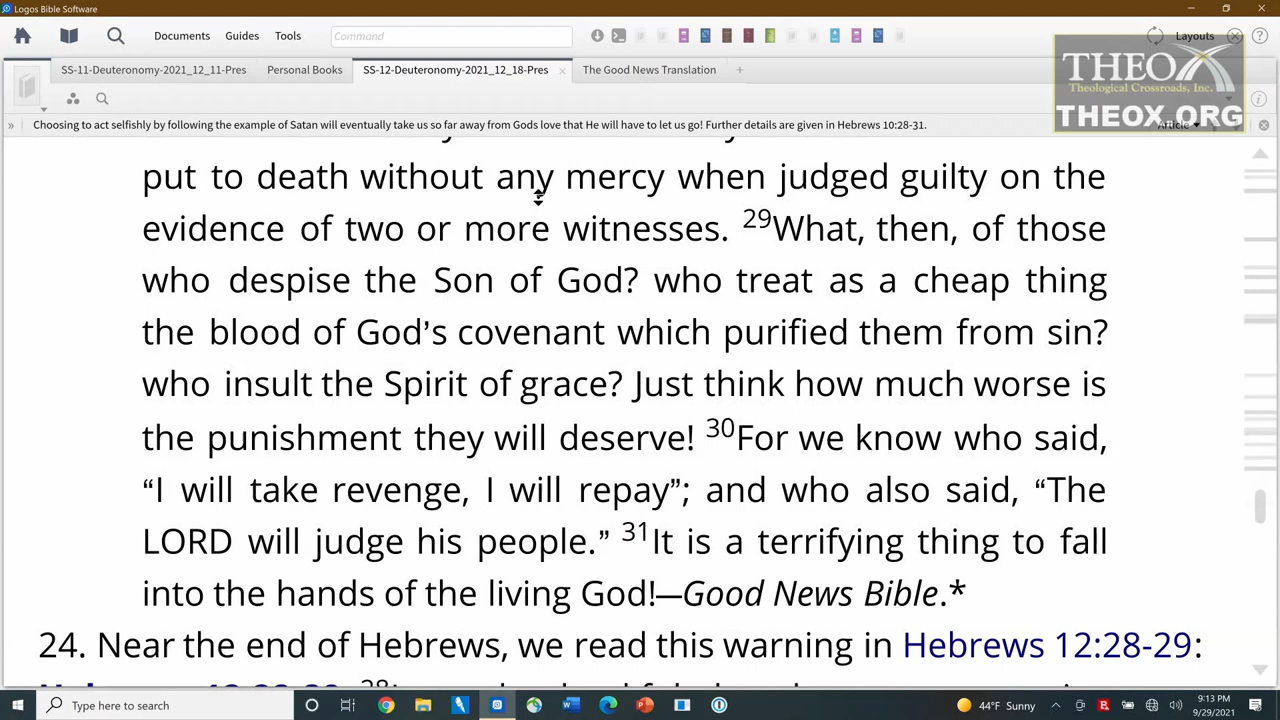 Logos Bible Software
Documents Guides Tools Command Layouts
SS-11-Deuteronomy-2021_12_11-Pres Personal Books SS-12-Deuteronomy-2021_12_18-Pres The Good News Translation
THEOX
Theological Crossroads, Inc.
THEOX.ORG
Choosing to act selfishly by following the example of Satan will eventually take us so far away from Gods love that He will have to let us go! Further details are given in Hebrews 10:28-31.
Article
put to death without any mercy when judged guilty on the
evidence of two or more witnesses. 29What, then, of those
who despise the Son of God? who treat as a cheap thing
the blood of God’s covenant which purified them from sin?
who insult the Spirit of grace? Just think how much worse is
the punishment they will deserve! 30For we know who said,
“I will take revenge, I will repay”; and who also said, “The
LORD will judge his people.” 31It is a terrifying thing to fall
into the hands of the living God!—Good News Bible.*
24. Near the end of Hebrews, we read this warning in Hebrews 12:28-29:
Type here to search
44°F Sunny
9:13 PM
9/29/2021